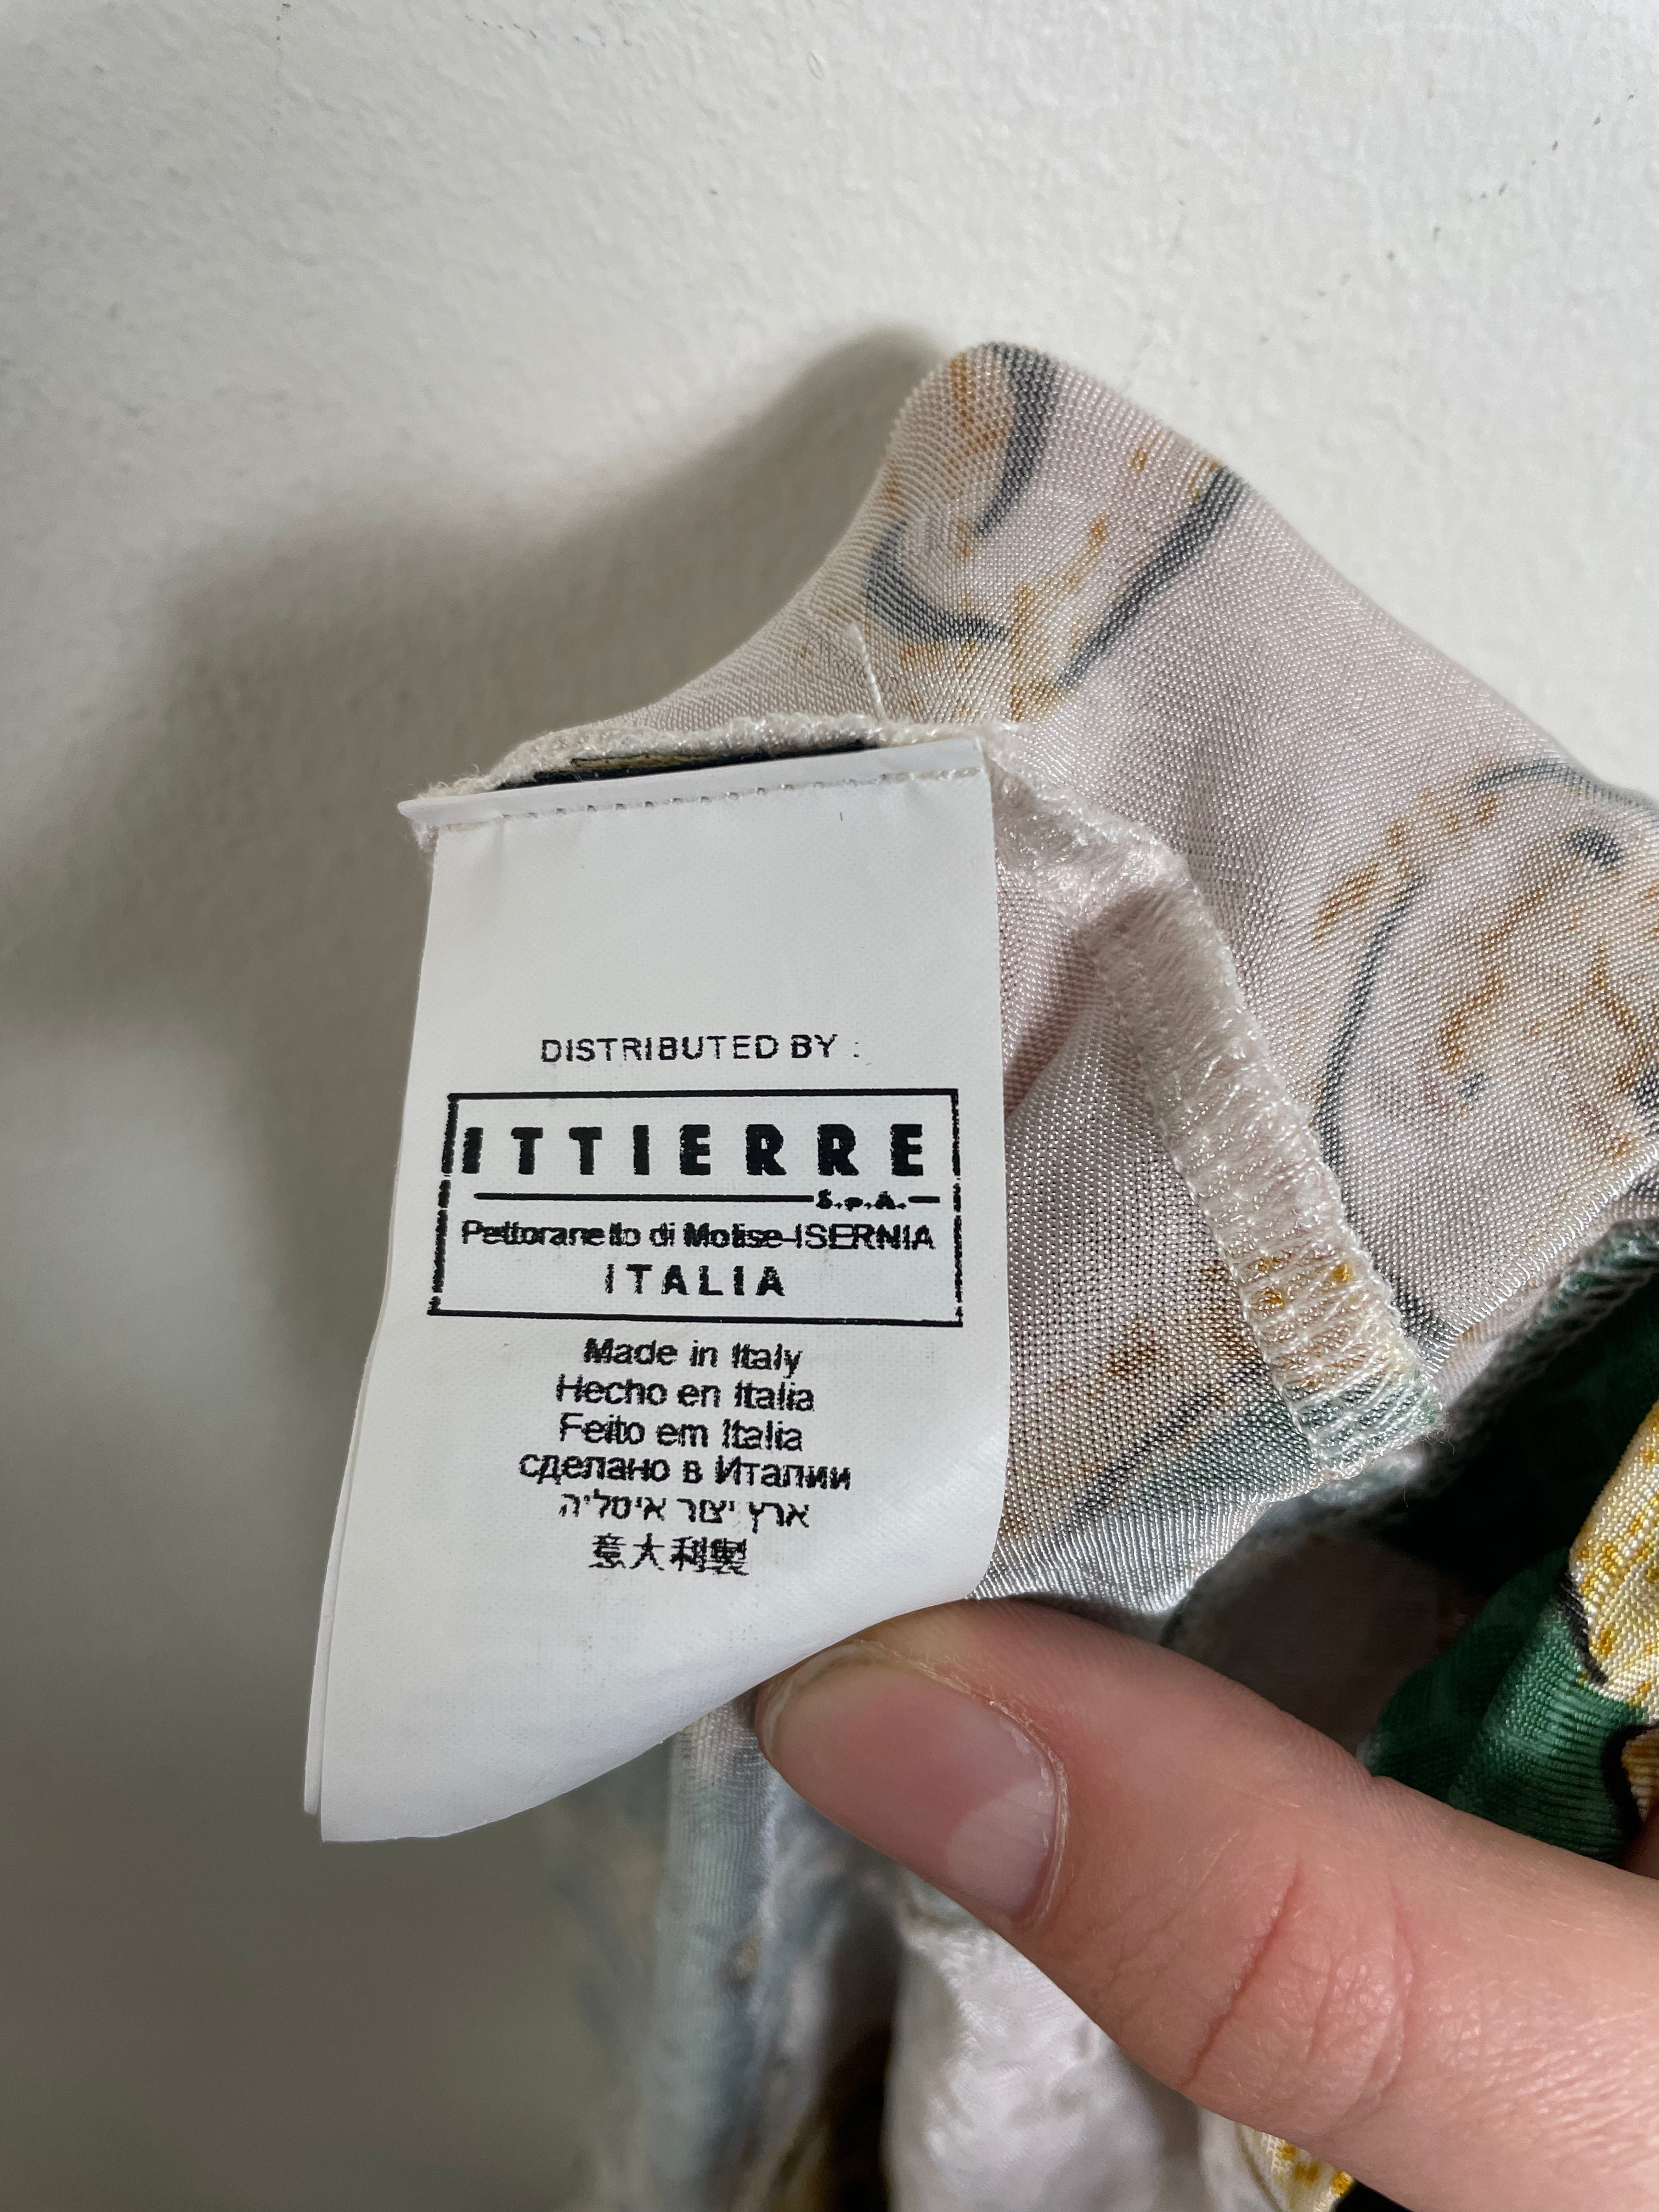 DISTRIBUTED BY :
ITTIERRE
S.p.A.
Pettoranello di Molise-ISERNIA
ITALIA
Made in Italy
Hecho en Italia
Feito em Italia
сделано в Италии
ארץ יצור איטליה
意大利製